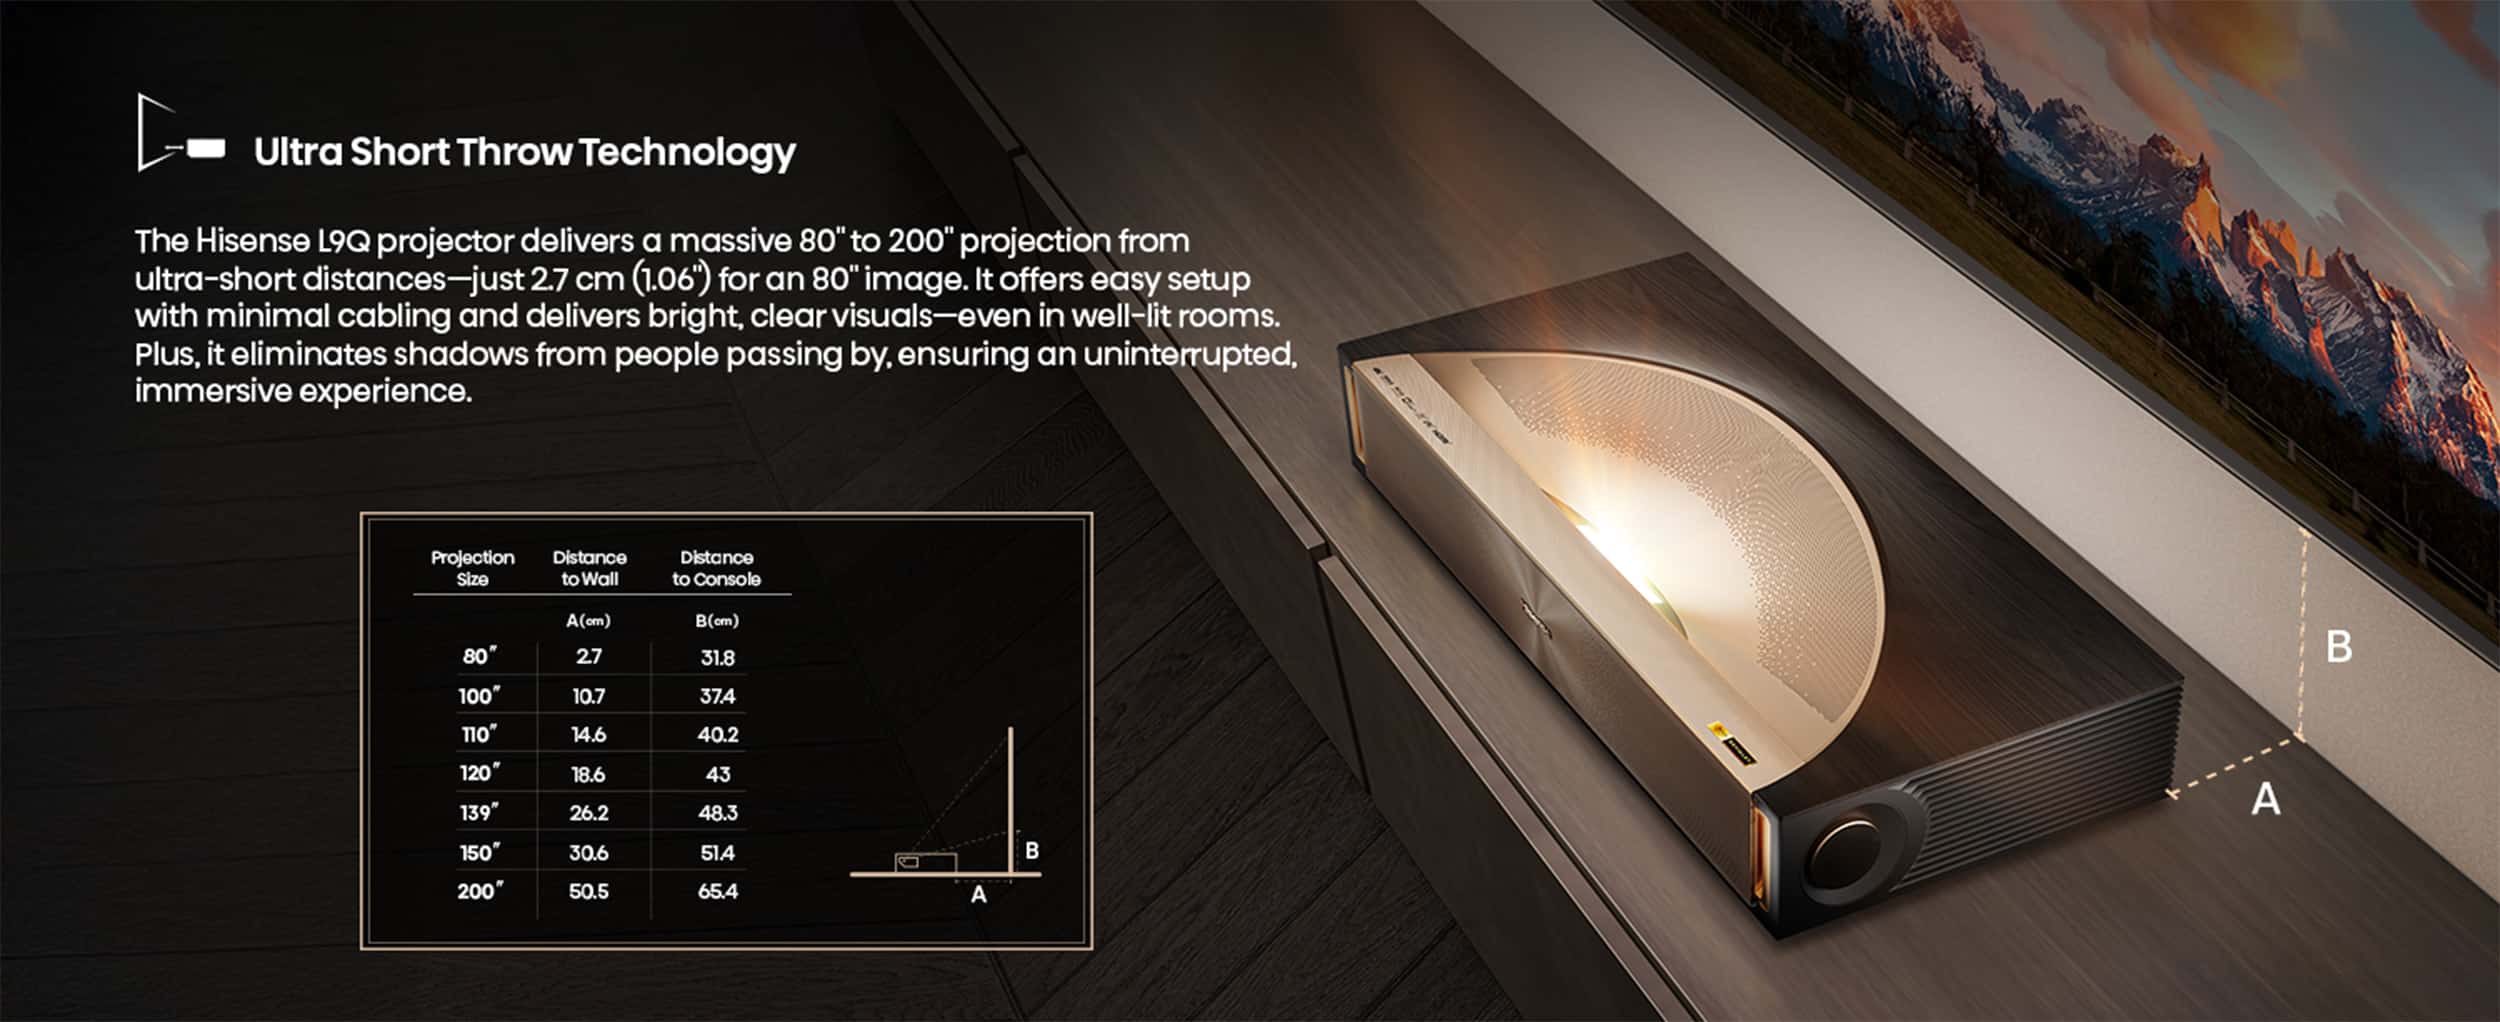 Ultra Short Throw Technology
The Hisense L9Q projector delivers a massive 80" to 200" projection from
ultra-short distances—just 2.7 cm (1.06") for an 80" image. It offers easy setup
with minimal cabling and delivers bright, clear visuals—even in well-lit rooms.
Plus, it eliminates shadows from people passing by, ensuring an uninterrupted,
immersive experience.
Projection Size Distance to Wall Distance to Console
A(cm) B(cm)
80" 2.7 31.8
100" 10.7 37.4
110" 14.6 40.2
120" 18.6 43
139" 26.2 48.3
150" 30.6 51.4
200" 50.5 65.4
B
A
B
A